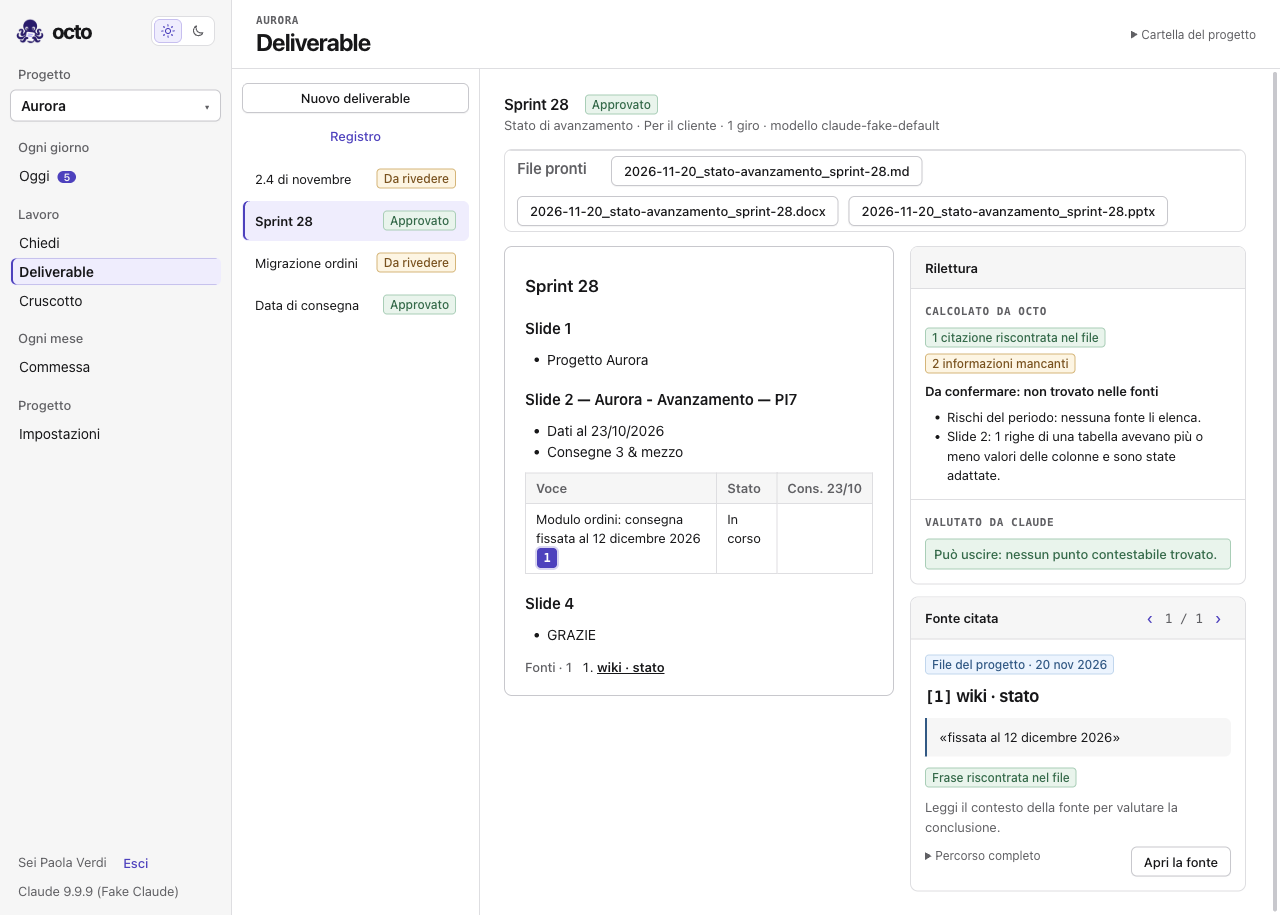 octo
Progetto
Aurora
Ogni giorno
Oggi 5
Lavoro
Chiedi
Deliverable
Cruscotto
Ogni mese
Commessa
Progetto
Impostazioni
Sei Paola Verdi Esci
Claude 9.9.9 (Fake Claude)
AURORA
Deliverable
Cartella del progetto
Nuovo deliverable
Registro
2.4 di novembre Da rivedere
Sprint 28 Approvato
Migrazione ordini Da rivedere
Data di consegna Approvato
Sprint 28 Approvato
Stato di avanzamento · Per il cliente · 1 giro · modello claude-fake-default
File pronti 2026-11-20_stato-avanzamento_sprint-28.md
2026-11-20_stato-avanzamento_sprint-28.docx 2026-11-20_stato-avanzamento_sprint-28.pptx
Sprint 28
Slide 1
• Progetto Aurora
Slide 2 — Aurora - Avanzamento — PI7
• Dati al 23/10/2026
• Consegne 3 & mezzo
Voce Stato Cons. 23/10
Modulo ordini: consegna In
fissata al 12 dicembre 2026 corso
1
Slide 4
• GRAZIE
Fonti · 1 1. wiki · stato
Rilettura
CALCOLATO DA OCTO
1 citazione riscontrata nel file
2 informazioni mancanti
Da confermare: non trovato nelle fonti
• Rischi del periodo: nessuna fonte li elenca.
• Slide 2: 1 righe di una tabella avevano più o
meno valori delle colonne e sono state
adattate.
VALUTATO DA CLAUDE
Può uscire: nessun punto contestabile trovato.
Fonte citata ‹ 1 / 1 ›
File del progetto · 20 nov 2026
[1] wiki · stato
«fissata al 12 dicembre 2026»
Frase riscontrata nel file
Leggi il contesto della fonte per valutare la
conclusione.
Percorso completo Apri la fonte